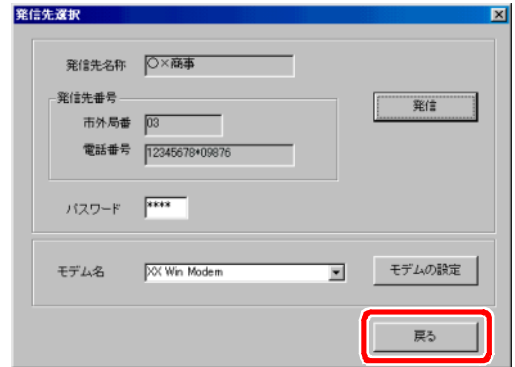 発信先選択
発信先名称 〇×商事
発信先番号
発信
市外局番 03
電話番号 12345678*09876
パスワード ****
モデム名 XX Win Modem モデムの設定
戻る